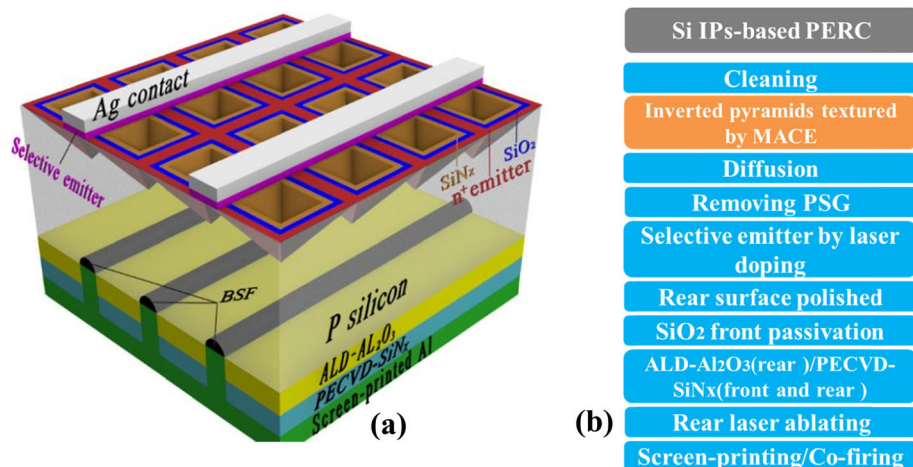 Ag contact
Selective emitter
SiO₂
SiNₓ
n⁺emitter
BSF
P silicon
ALD-AL₂O₃
PECVD-SiNₓ
Screen-printed Al
(a)
(b)
Si IPs-based PERC
Cleaning
Inverted pyramids textured
by MACE
Diffusion
Removing PSG
Selective emitter by laser
doping
Rear surface polished
SiO₂ front passivation
ALD-Al₂O₃(rear )/PECVD-
SiNx(front and rear )
Rear laser ablating
Screen-printing/Co-firing